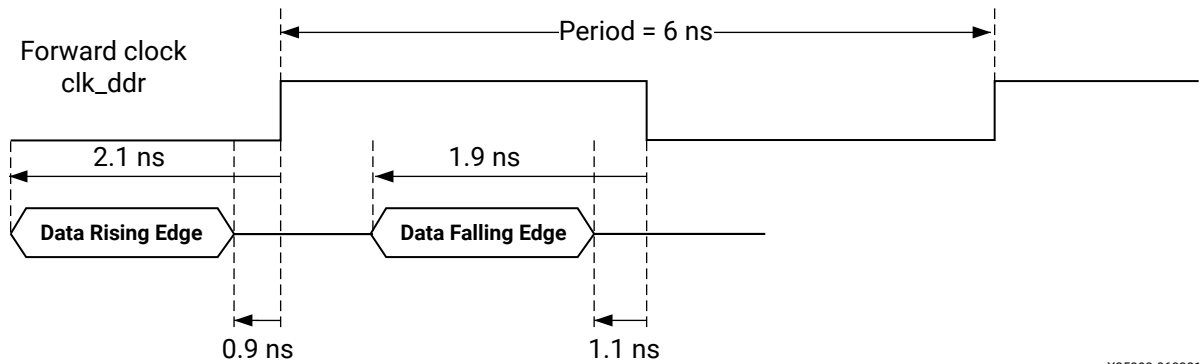 Period = 6 ns
Forward clock
clk_ddr
2.1 ns
1.9 ns
Data Rising Edge
Data Falling Edge
0.9 ns
1.1 ns